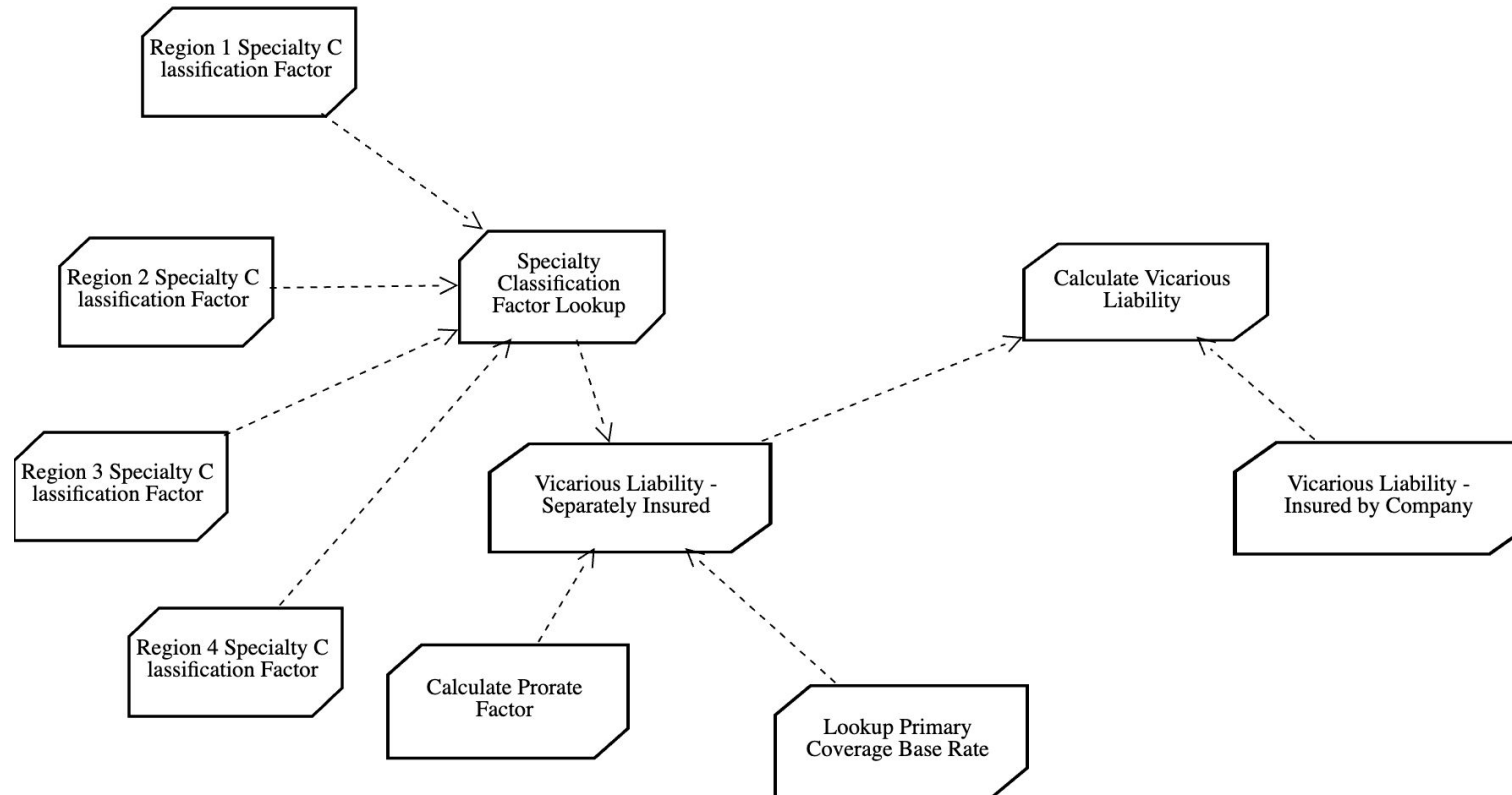 Region 1 Specialty C
lassification Factor
Region 2 Specialty C
lassification Factor
Specialty
Classification
Factor Lookup
Calculate Vicarious
Liability
Region 3 Specialty C
lassification Factor
Vicarious Liability -
Separately Insured
Vicarious Liability -
Insured by Company
Region 4 Specialty C
lassification Factor
Calculate Prorate
Factor
Lookup Primary
Coverage Base Rate